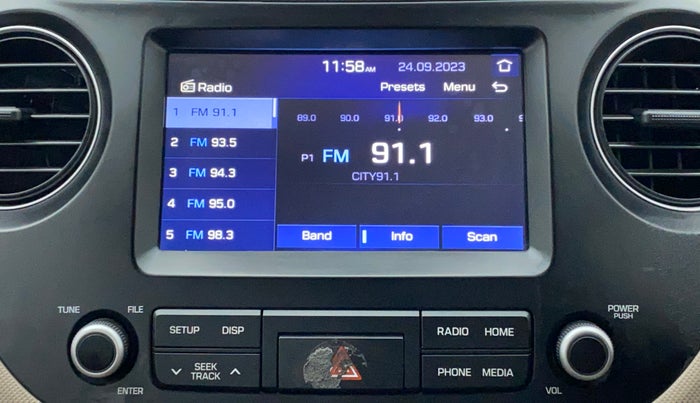 11:58 AM 24.09.2023
Radio Presets Menu
1 FM 91.1
2 FM 93.5
3 FM 94.3
4 FM 95.0
5 FM 98.3
89.0 90.0 91.0 92.0 93.0
P1 FM 91.1
CITY91.1
Band Info Scan
TUNE FILE
ENTER
SETUP DISP
SEEK
TRACK
RADIO HOME
PHONE MEDIA
POWER
PUSH
VOL